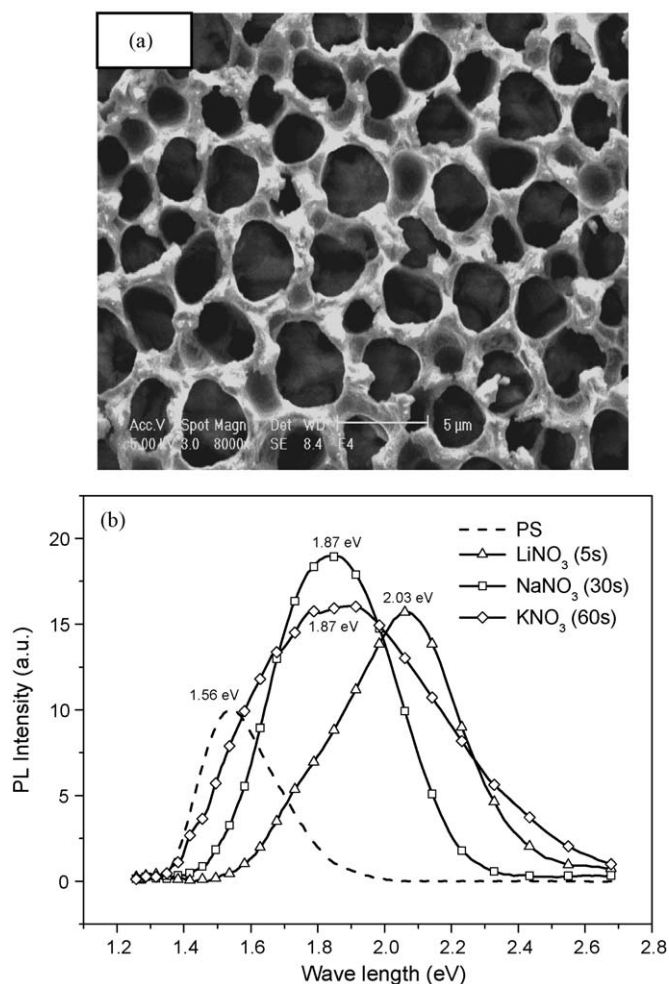 (a)
Acc.V Spot Magn Det WD 5 µm
5.00 kV 3.0 8000x SE 8.4 F4
(b)
PS
LiNO₃ (5s)
NaNO₃ (30s)
KNO₃ (60s)
1.87 eV
2.03 eV
1.87 eV
1.56 eV
PL Intensity (a.u.)
20
15
10
5
0
1.2 1.4 1.6 1.8 2.0 2.2 2.4 2.6 2.8
Wave length (eV)